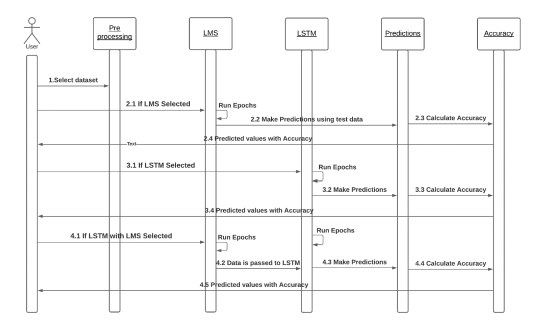 User
Pre
processing
LMS
LSTM
Predictions
Accuracy
1.Select dataset
2.1 If LMS Selected
Run Epochs
2.2 Make Predictions using test data
2.3 Calculate Accuracy
2.4 Predicted values with Accuracy
Text
3.1 If LSTM Selected
Run Epochs
3.2 Make Predictions
3.3 Calculate Accuracy
3.4 Predicted values with Accuracy
4.1 If LSTM with LMS Selected
Run Epochs
Run Epochs
4.2 Data is passed to LSTM
4.3 Make Predictions
4.4 Calculate Accuracy
4.5 Predicted values with Accuracy